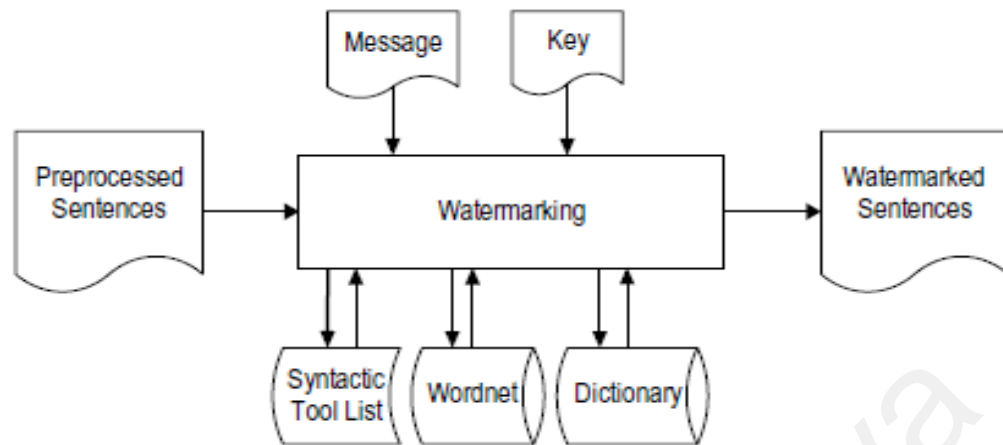 Message
Key
Preprocessed
Sentences
Watermarking
Watermarked
Sentences
Syntactic
Tool List
Wordnet
Dictionary